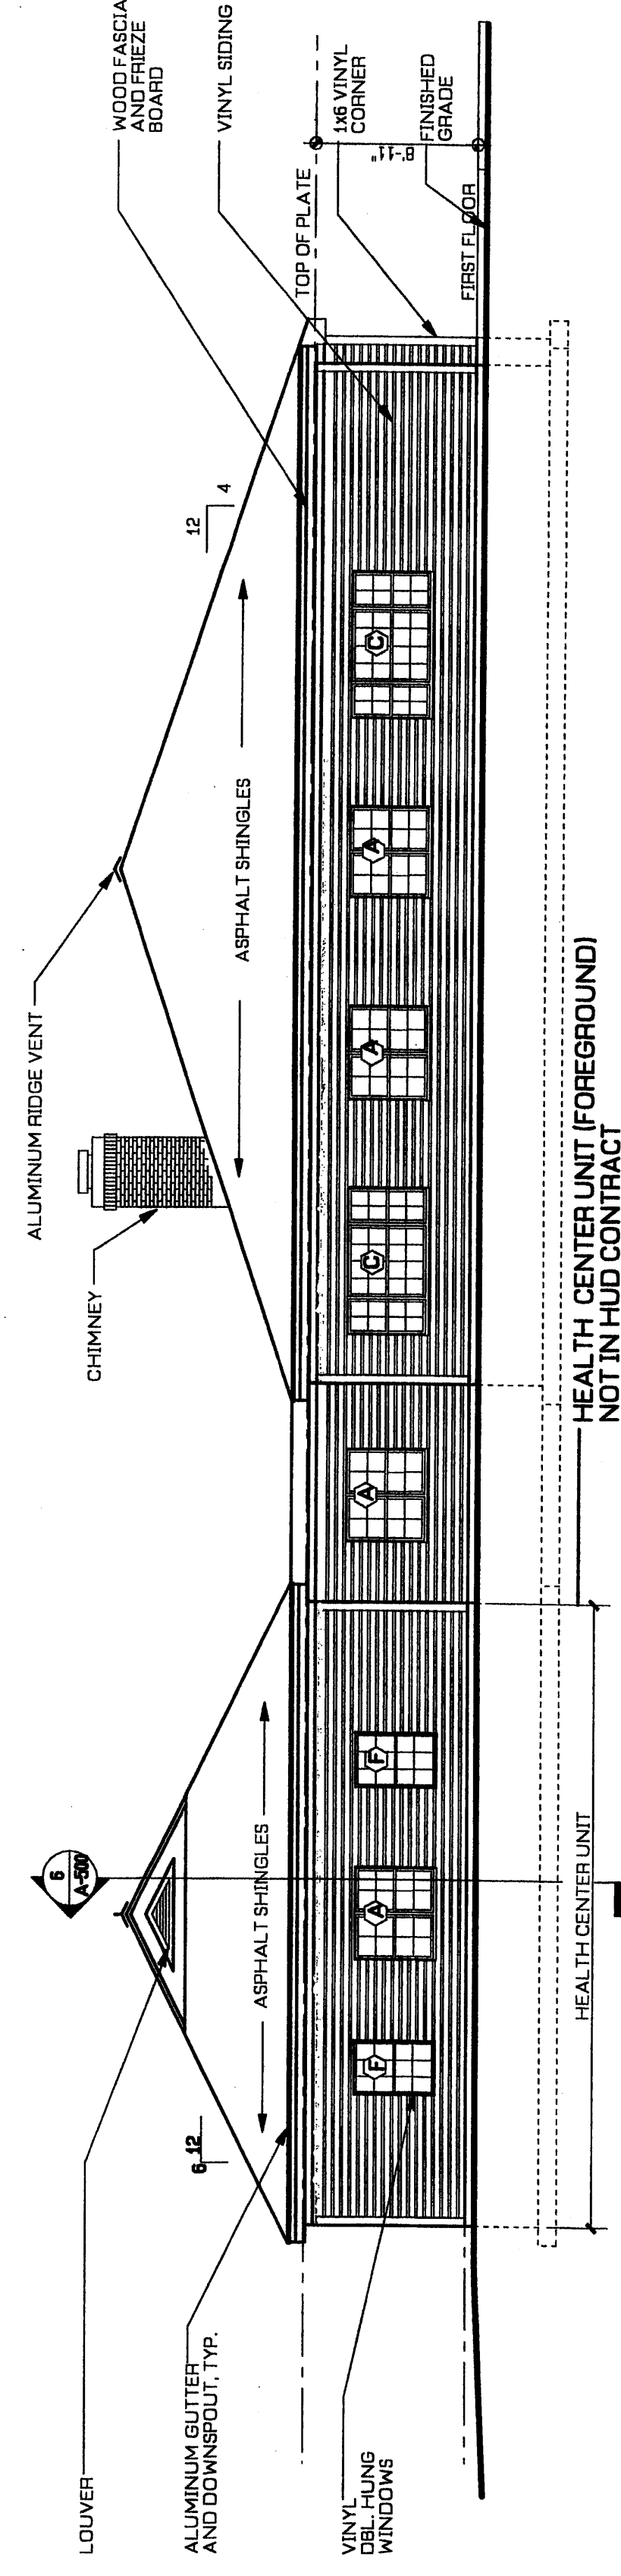 LOUVER
ALUMINUM GUTTER
AND DOWNSPOUT, TYP.
VINYL
DBL. HUNG
WINDOWS
6
12
6
A-500
ASPHALT SHINGLES
F
A
F
HEALTH CENTER UNIT
A
CHIMNEY
ALUMINUM RIDGE VENT
ASPHALT SHINGLES
C
A
A
C
HEALTH CENTER UNIT (FOREGROUND)
NOT IN HUD CONTRACT
12
4
TOP OF PLATE
FIRST FLOOR
8'-11"
WOOD FASCIA
AND FRIEZE
BOARD
VINYL SIDING
1x6 VINYL
CORNER
FINISHED
GRADE